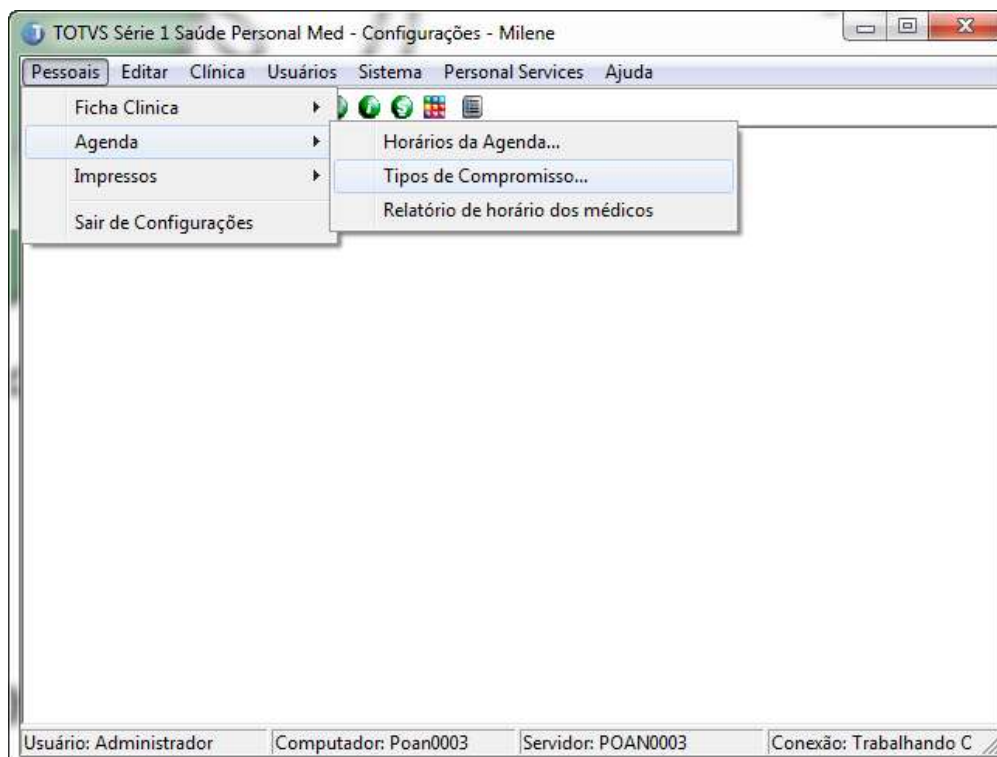 TOTVS Série 1 Saúde Personal Med - Configurações - Milene
Pessoais Editar Clínica Usuários Sistema Personal Services Ajuda
Ficha Clinica
Agenda
Impressos
Sair de Configurações
Horários da Agenda...
Tipos de Compromisso...
Relatório de horário dos médicos
Usuário: Administrador Computador: Poan0003 Servidor: POAN0003 Conexão: Trabalhando C